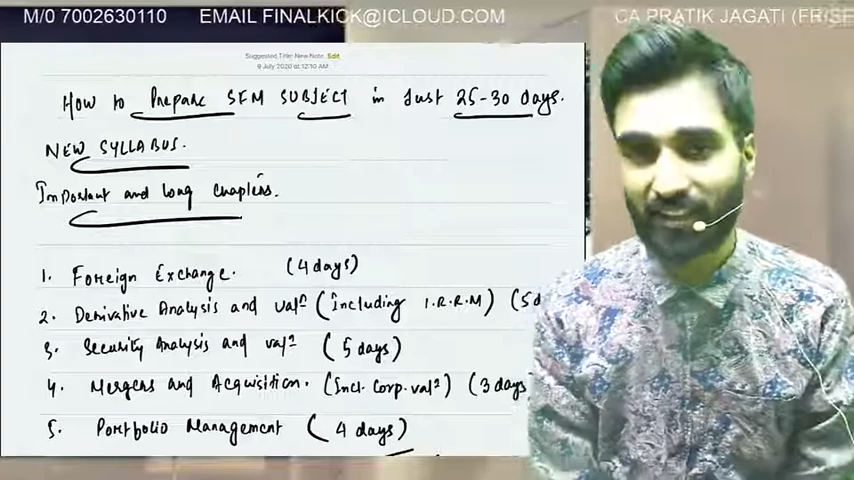 M/0 7002630110 EMAIL FINALKICK@ICLOUD.COM CA PRATIK JAGATI (FRISE
Suggested Title: New Note Edit
9 July 2020 at 12:10 AM
How to Prepare SFM SUBJECT in Just 25-30 days.
NEW SYLLABUS.
Important and long Chapters.
1. Foreign Exchange. (4 days)
2. Derivative Analysis and valⁿ (Including I.R.R.M) (5 d
3. Security Analysis and valⁿ (5 days)
4. Mergers and Acquisition. (Incl. Corp. valⁿ) (3 days
5. Portfolio Management (4 days)